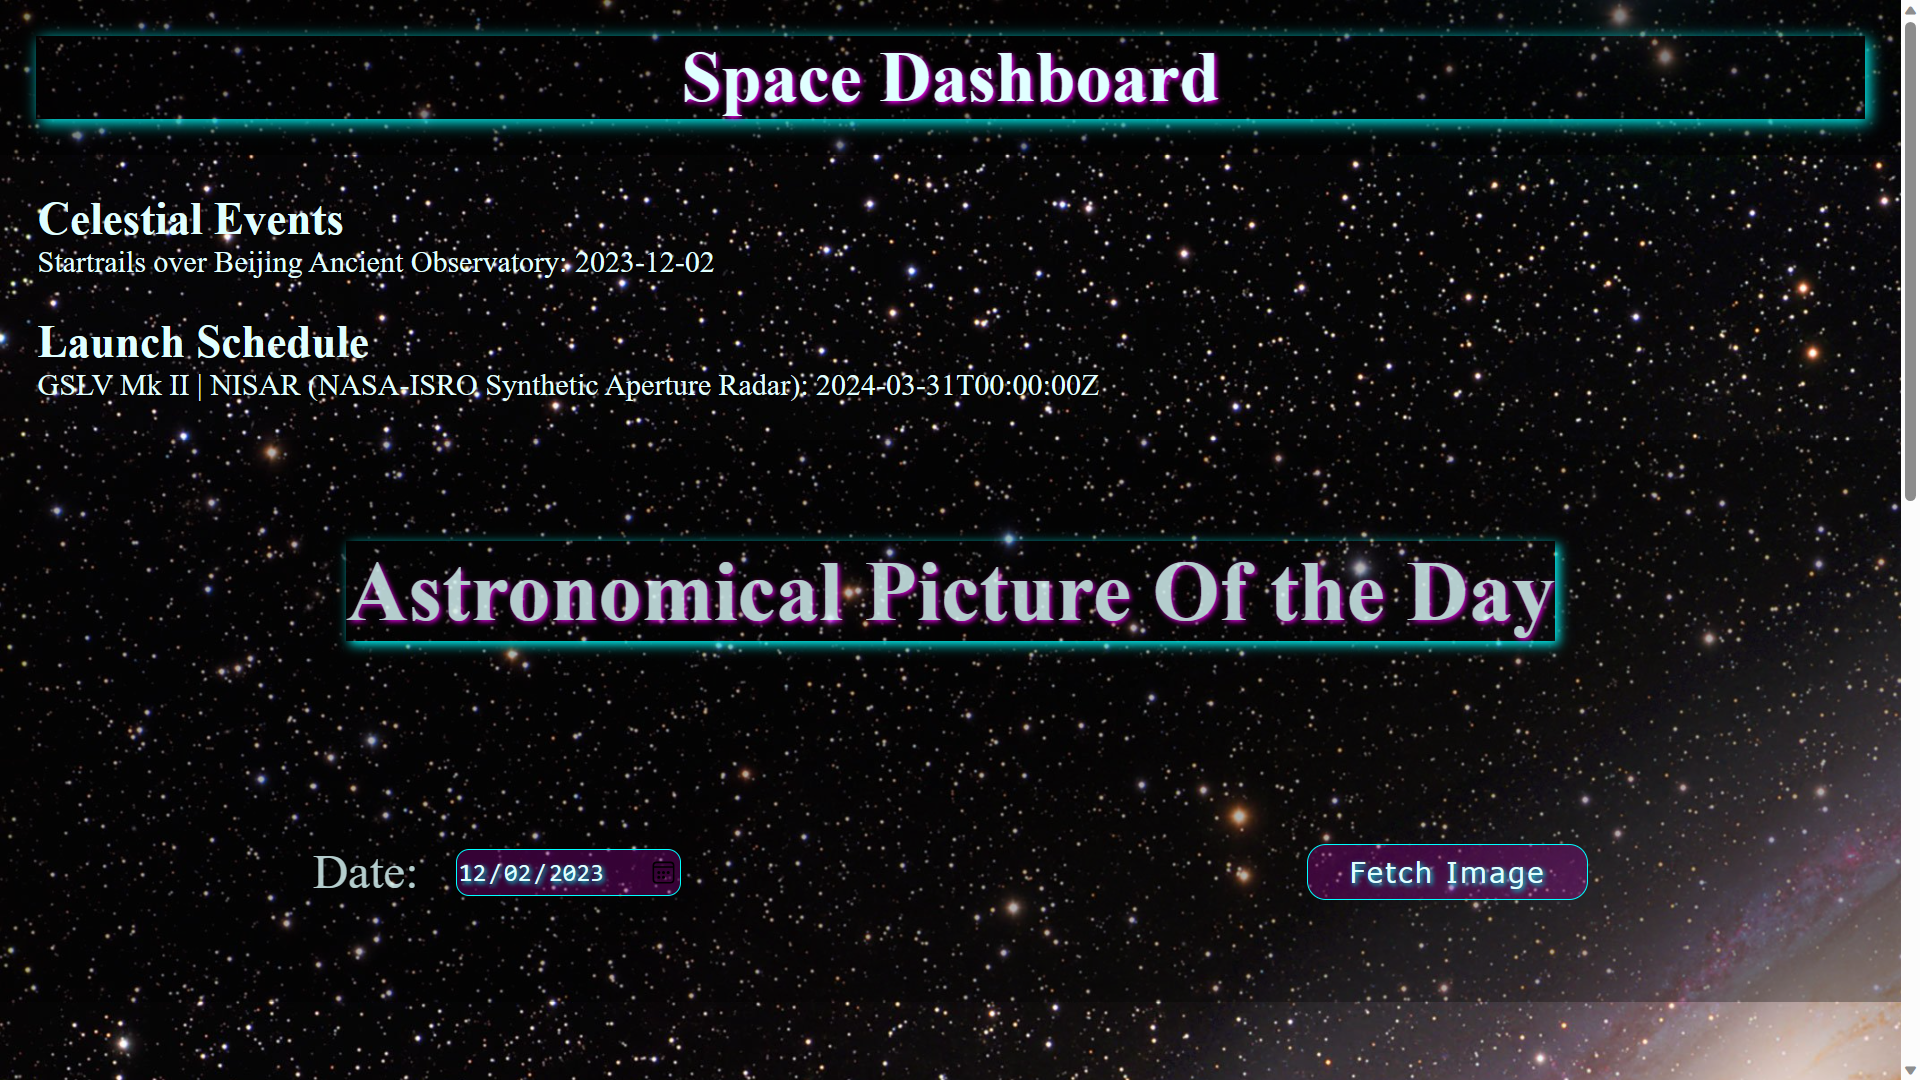 Space Dashboard
Celestial Events
Startrails over Beijing Ancient Observatory: 2023-12-02
Launch Schedule
GSLV Mk II | NISAR (NASA-ISRO Synthetic Aperture Radar): 2024-03-31T00:00:00Z
Astronomical Picture Of the Day
Date: 12/02/2023 Fetch Image